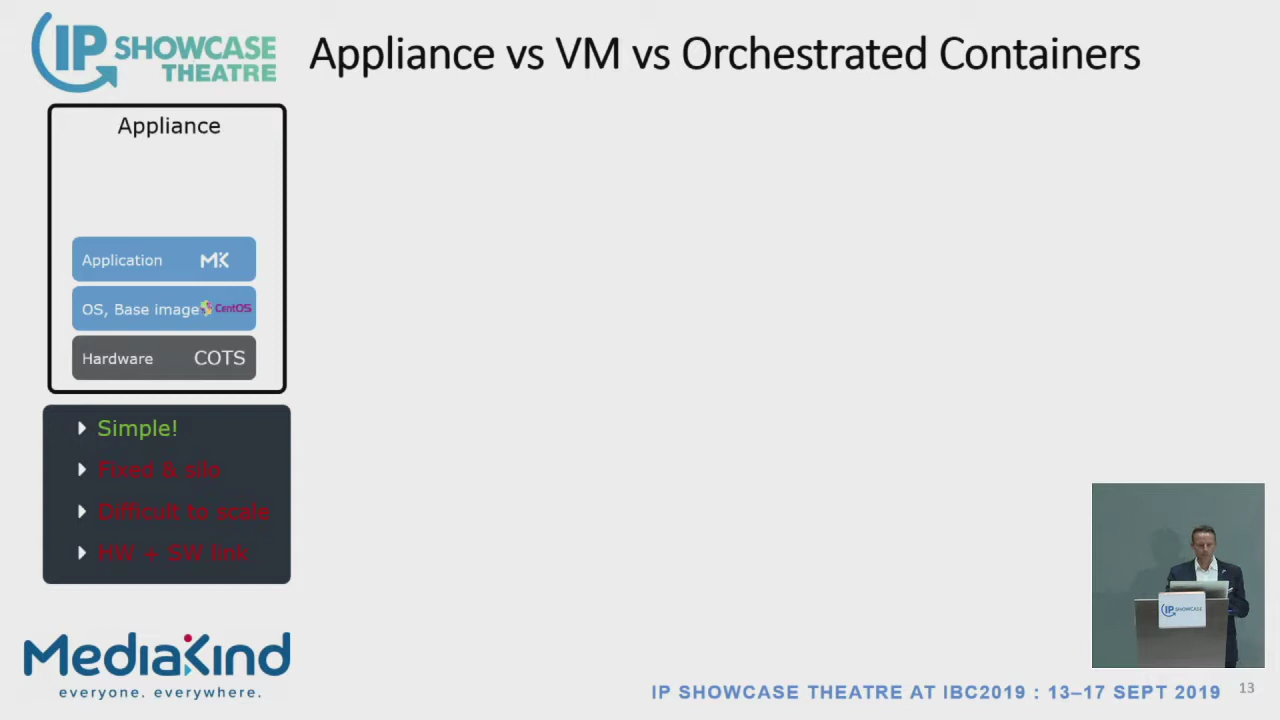 IP SHOWCASE THEATRE
Appliance vs VM vs Orchestrated Containers
Appliance
Application MK
OS, Base image CentOS
Hardware COTS
Simple!
Fixed & silo
Difficult to scale
HW + SW link
MediaKind
everyone. everywhere.
IP SHOWCASE
IP SHOWCASE THEATRE AT IBC2019 : 13–17 SEPT 2019
13